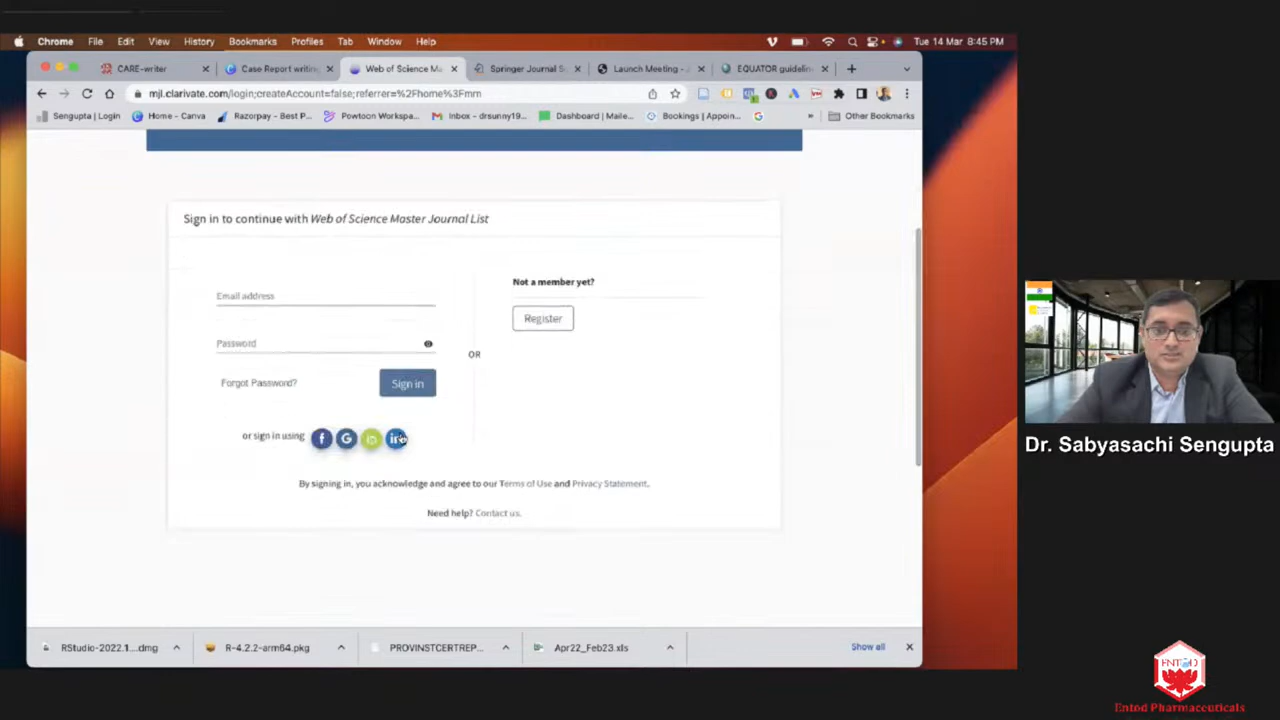 Chrome File Edit View History Bookmarks Profiles Tab Window Help Tue 14 Mar 8:45 PM
CARE-writer Case Report writing Web of Science Ma Springer Journal S Launch Meeting - EQUATOR guidelin
mjl.clarivate.com/login;createAccount=false;referrer=%2Fhome%3Fmm
Sengupta | Login Home - Canva Razorpay - Best P... Powtoon Workspa... Inbox - drsunny19... Dashboard | Maile... Bookings | Appoin... » Other Bookmarks
Sign in to continue with Web of Science Master Journal List
Not a member yet?
Email address
Register
Password
OR
Forgot Password? Sign in
or sign in using
By signing in, you acknowledge and agree to our Terms of Use and Privacy Statement.
Need help? Contact us.
Dr. Sabyasachi Sengupta
RStudio-2022.1....dmg R-4.2.2-arm64.pkg PROVINSTCERTREP... Apr22_Feb23.xls Show all
ENTOD
Entod Pharmaceuticals